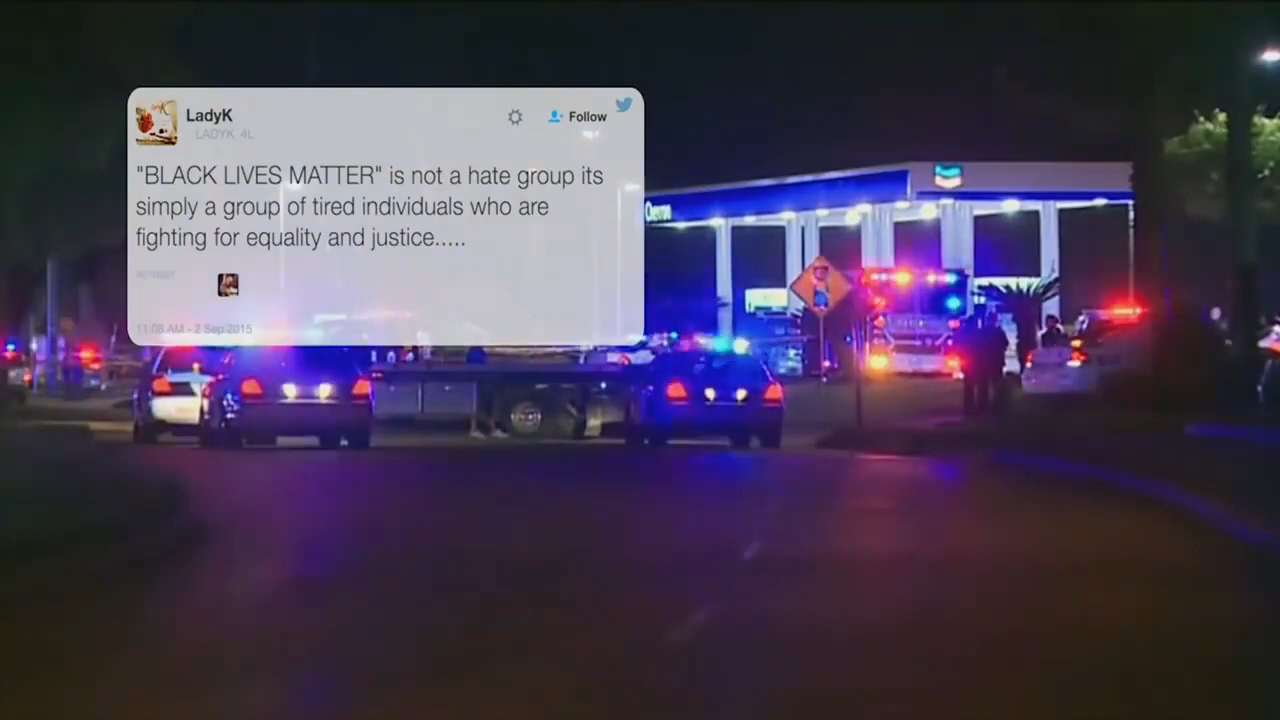 LadyK
LADYK_4L
Follow
"BLACK LIVES MATTER" is not a hate group its
simply a group of tired individuals who are
fighting for equality and justice.....
11:08 AM - 2 Sep 2015
Chevron